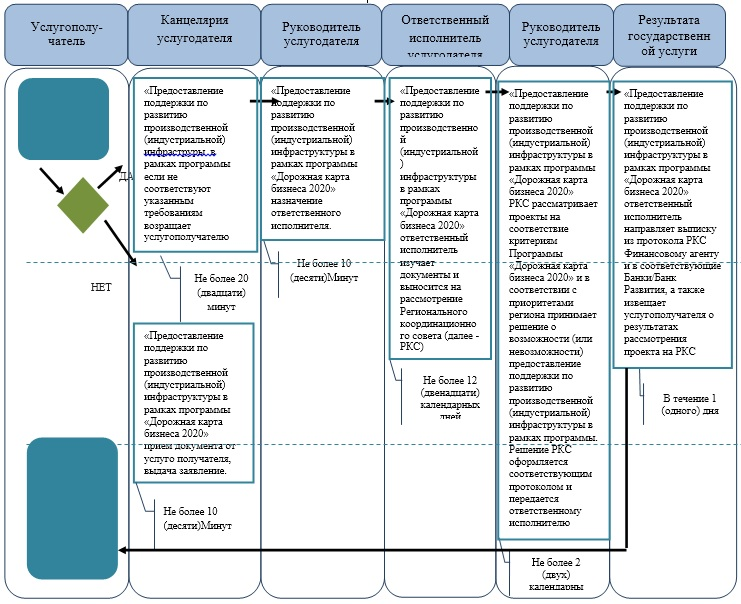 Услугополу-
чатель
Канцелярия
услугодателя
Руководитель
услугодателя
Ответственный
исполнитель
услугодателя
Руководитель
услугодателя
Результата
государствен
ной услуги
ДА
НЕТ
«Предоставление
поддержки по
развитию
производственной
(индустриальной)
инфраструры в
рамках программы
если не
соответствуют
указанным
требованиям
возращает
услугополучателю
Не более 20
(двадцати)
минут
«Предоставление
поддержки по
развитию
производственной
(индустриальной)
инфраструктуры в
рамках программы
«Дорожная карта
бизнеса 2020»
прием документа от
услуго получателя,
выдача заявление.
Не более 10
(десяти)Минут
«Предоставление
поддержки по
развитию
производственной
(индустриальной)
инфраструктуры в
рамках программы
«Дорожная карта
бизнеса 2020»
назначение
ответственного
исполнителя.
Не более 10
(десяти)Минут
«Предоставление
поддержки по
развитию
производственно
й
(индустриальной
)
инфраструктуры
в рамках
программы
«Дорожная карта
бизнеса 2020»
ответственный
исполнитель
изучает
документы и
выносится на
рассмотрение
Регионального
координационно
го совета (далее -
РКС)
Не более 12
(двенадцати)
календарных
дней
«Предоставление
поддержки по
развитию
производственной
(индустриальной)
инфраструктуры в
рамках программы
«Дорожная карта
бизнеса 2020»
РКС рассматривает
проекты на
соответствие
критериям
Программы
«Дорожная карта
бизнеса 2020» и в
соответствии с
приоритетами
региона принимает
решение о
возможности (или
невозможности)
предоставление
поддержки по
развитию
производственной
(индустриальной)
инфраструктуры в
рамках программы.
Решение РКС
оформляется
соответствующим
протоколом и
передается
ответственному
исполнителю
Не более 2
(двух)
календарны
«Предоставление
поддержки по
развитию
производственной
(индустриальной)
инфраструктуры в
рамках программы
«Дорожная карта
бизнеса 2020»
ответственный
исполнитель
направляет выписку
из протокола РКС
Финансовому агенту
и в соответствующие
Банки/Банк
Развития, а также
извещает
услугополучателя о
результатах
рассмотрения
проекта на РКС
В течение 1
(одного) дня